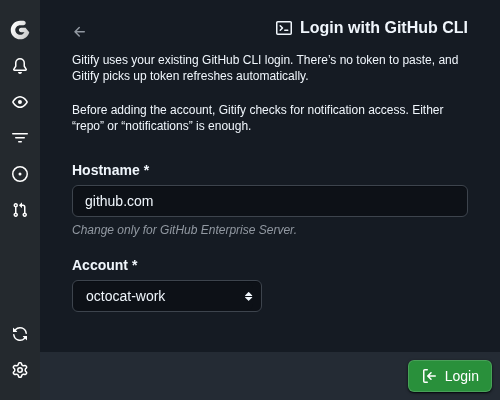 Login with GitHub CLI
Gitify uses your existing GitHub CLI login. There's no token to paste, and
Gitify picks up token refreshes automatically.
Before adding the account, Gitify checks for notification access. Either
“repo” or “notifications” is enough.
Hostname *
github.com
Change only for GitHub Enterprise Server.
Account *
octocat-work
Login